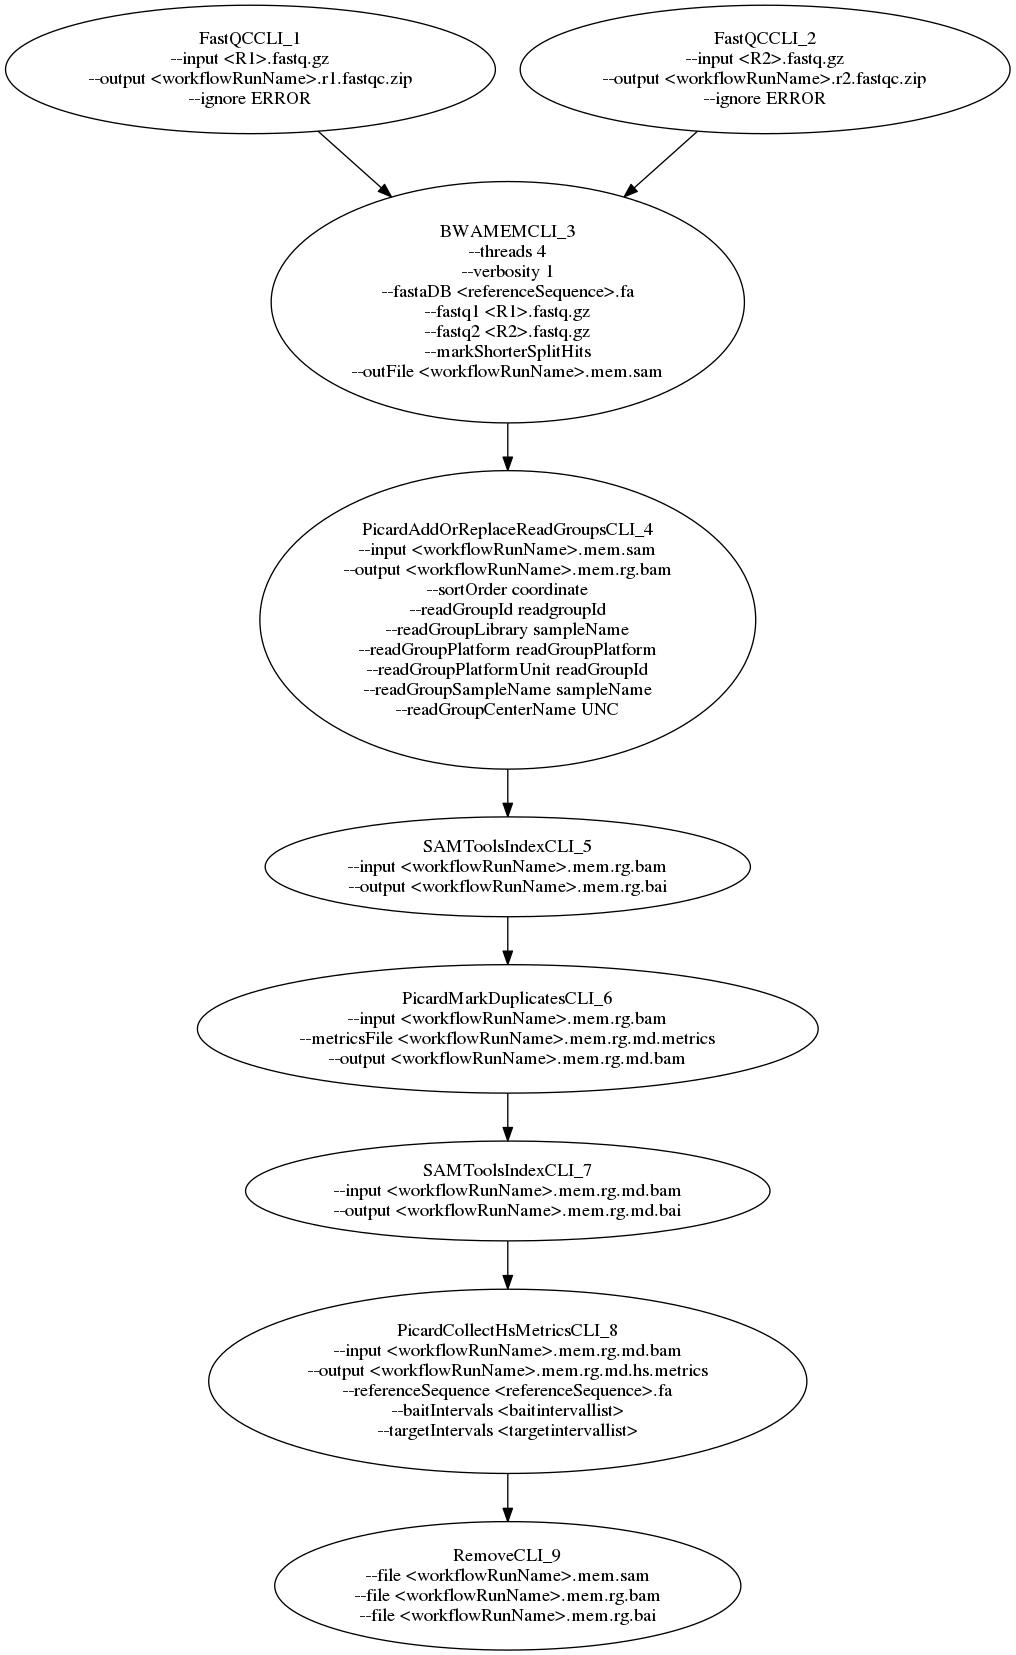 FastQCCLI_1
--input <R1>.fastq.gz
--output <workflowRunName>.r1.fastqc.zip
--ignore ERROR
FastQCCLI_2
--input <R2>.fastq.gz
--output <workflowRunName>.r2.fastqc.zip
--ignore ERROR
BWAMEMCLI_3
--threads 4
--verbosity 1
--fastaDB <referenceSequence>.fa
--fastq1 <R1>.fastq.gz
--fastq2 <R2>.fastq.gz
--markShorterSplitHits
--outFile <workflowRunName>.mem.sam
PicardAddOrReplaceReadGroupsCLI_4
--input <workflowRunName>.mem.sam
--output <workflowRunName>.mem.rg.bam
--sortOrder coordinate
--readGroupId readgroupId
--readGroupLibrary sampleName
--readGroupPlatform readGroupPlatform
--readGroupPlatformUnit readGroupId
--readGroupSampleName sampleName
--readGroupCenterName UNC
SAMToolsIndexCLI_5
--input <workflowRunName>.mem.rg.bam
--output <workflowRunName>.mem.rg.bai
PicardMarkDuplicatesCLI_6
--input <workflowRunName>.mem.rg.bam
--metricsFile <workflowRunName>.mem.rg.md.metrics
--output <workflowRunName>.mem.rg.md.bam
SAMToolsIndexCLI_7
--input <workflowRunName>.mem.rg.md.bam
--output <workflowRunName>.mem.rg.md.bai
PicardCollectHsMetricsCLI_8
--input <workflowRunName>.mem.rg.md.bam
--output <workflowRunName>.mem.rg.md.hs.metrics
--referenceSequence <referenceSequence>.fa
--baitIntervals <baitintervallist>
--targetIntervals <targetintervallist>
RemoveCLI_9
--file <workflowRunName>.mem.sam
--file <workflowRunName>.mem.rg.bam
--file <workflowRunName>.mem.rg.bai